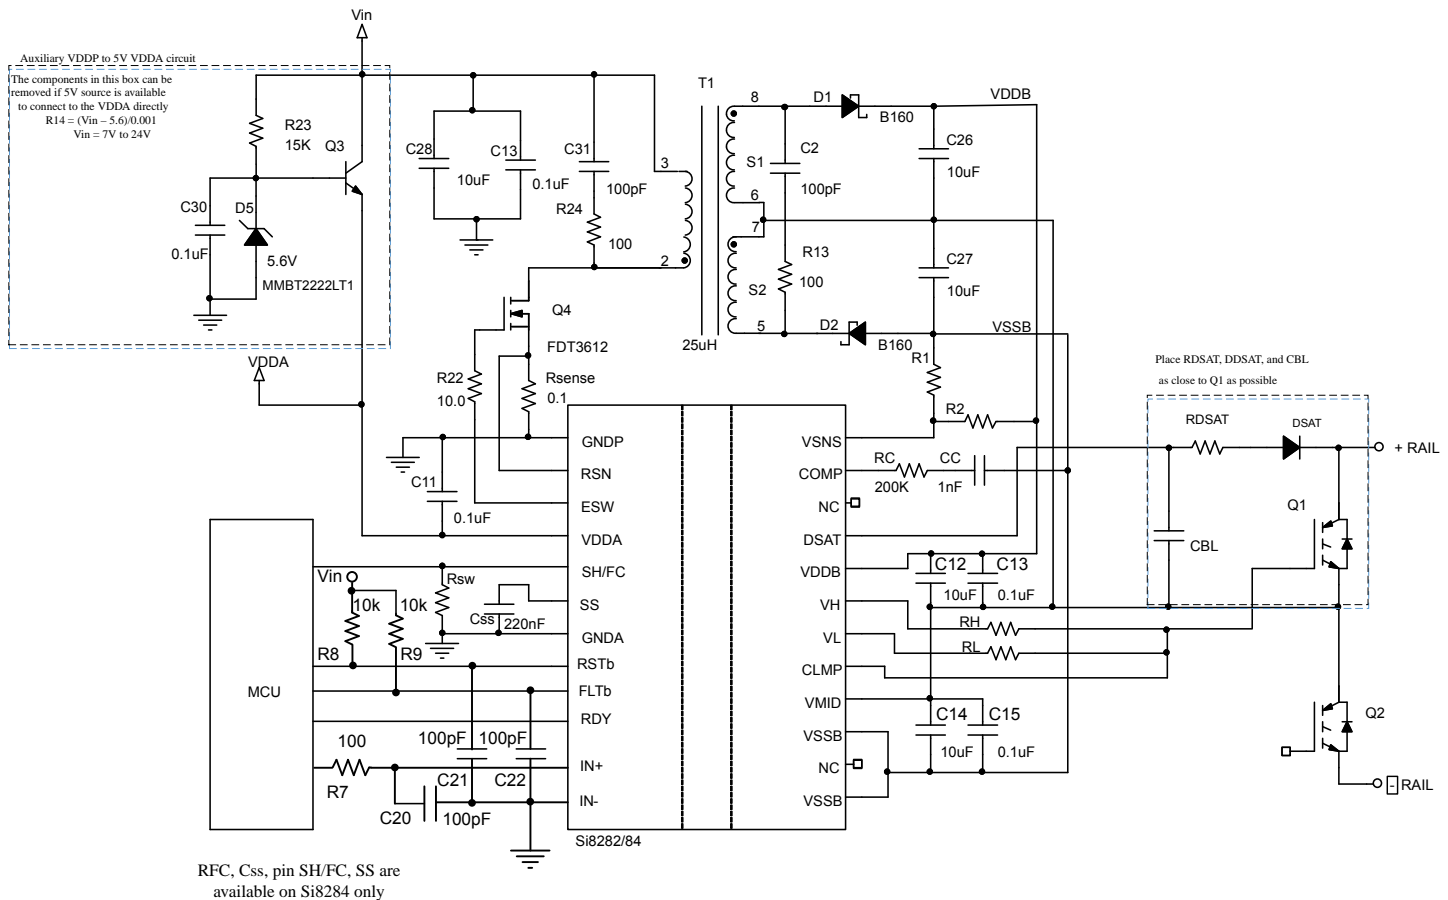 Vin
Auxiliary VDDP to 5V VDDA circuit
The components in this box can be
removed if 5V source is available
to connect to the VDDA directly
R14 = (Vin – 5.6)/0.001
Vin = 7V to 24V
R23
15K
Q3
C30
0.1uF
D5
5.6V
MMBT2222LT1
VDDA
C28
10uF
C13
0.1uF
C31
100pF
R24
100
3
2
T1
25uH
8
S1
6
7
S2
5
D1
B160
VDDB
C2
100pF
R13
100
C26
10uF
C27
10uF
D2
B160
VSSB
Q4
FDT3612
R22
10.0
Rsense
0.1
C11
0.1uF
R1
R2
RC
200K
CC
1nF
Place RDSAT, DDSAT, and CBL
as close to Q1 as possible
RDSAT
DSAT
+ RAIL
Q1
CBL
GNDP
RSN
ESW
VDDA
SH/FC
SS
GNDA
RSTb
FLTb
RDY
IN+
IN-
VSNS
COMP
NC
DSAT
VDDB
VH
VL
CLMP
VMID
VSSB
NC
VSSB
Si8282/84
C12
10uF
C13
0.1uF
RH
RL
C14
10uF
C15
0.1uF
Q2
- RAIL
MCU
Vin
10k
10k
R8
R9
Rsw
Css
220nF
100
R7
100pF
100pF
C21
C22
C20
100pF
RFC, Css, pin SH/FC, SS are
available on Si8284 only